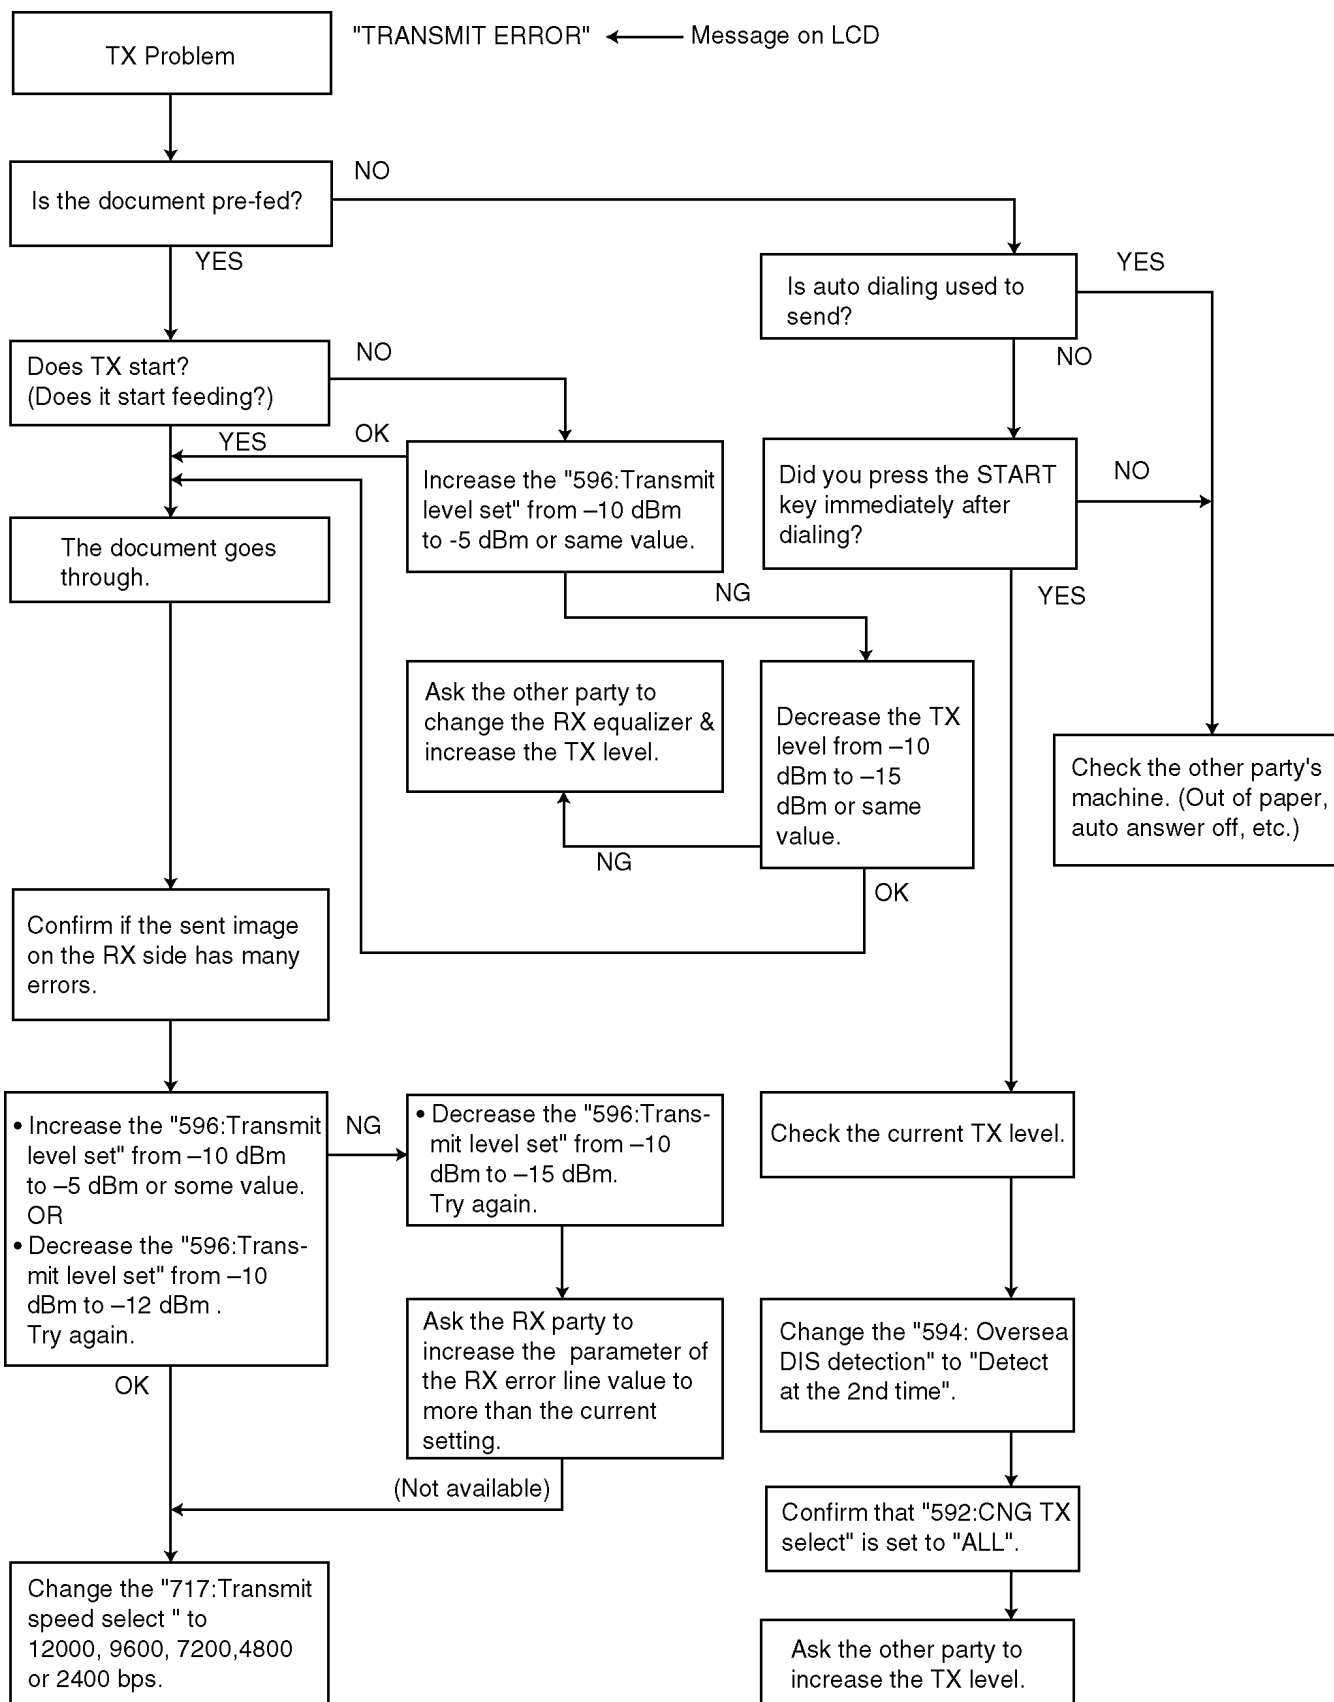 TX Problem
"TRANSMIT ERROR"
Message on LCD
Is the document pre-fed?
NO
YES
Is auto dialing used to
send?
YES
NO
Does TX start?
(Does it start feeding?)
NO
YES
OK
Increase the "596:Transmit
level set" from –10 dBm
to -5 dBm or same value.
Did you press the START
key immediately after
dialing?
NO
YES
The document goes
through.
NG
Ask the other party to
change the RX equalizer &
increase the TX level.
Decrease the TX
level from –10
dBm to –15
dBm or same
value.
NG
OK
Check the other party's
machine. (Out of paper,
auto answer off, etc.)
Confirm if the sent image
on the RX side has many
errors.
• Increase the "596:Transmit
level set" from –10 dBm
to –5 dBm or some value.
OR
• Decrease the "596:Trans-
mit level set" from –10
dBm to –12 dBm .
Try again.
NG
OK
• Decrease the "596:Trans-
mit level set" from –10
dBm to –15 dBm.
Try again.
Ask the RX party to
increase the  parameter of
the RX error line value to
more than the current
setting.
(Not available)
Change the "717:Transmit
speed select " to
12000, 9600, 7200,4800
or 2400 bps.
Check the current TX level.
Change the "594: Oversea
DIS detection" to "Detect
at the 2nd time".
Confirm that "592:CNG TX
select" is set to "ALL".
Ask the other party to
increase the TX level.